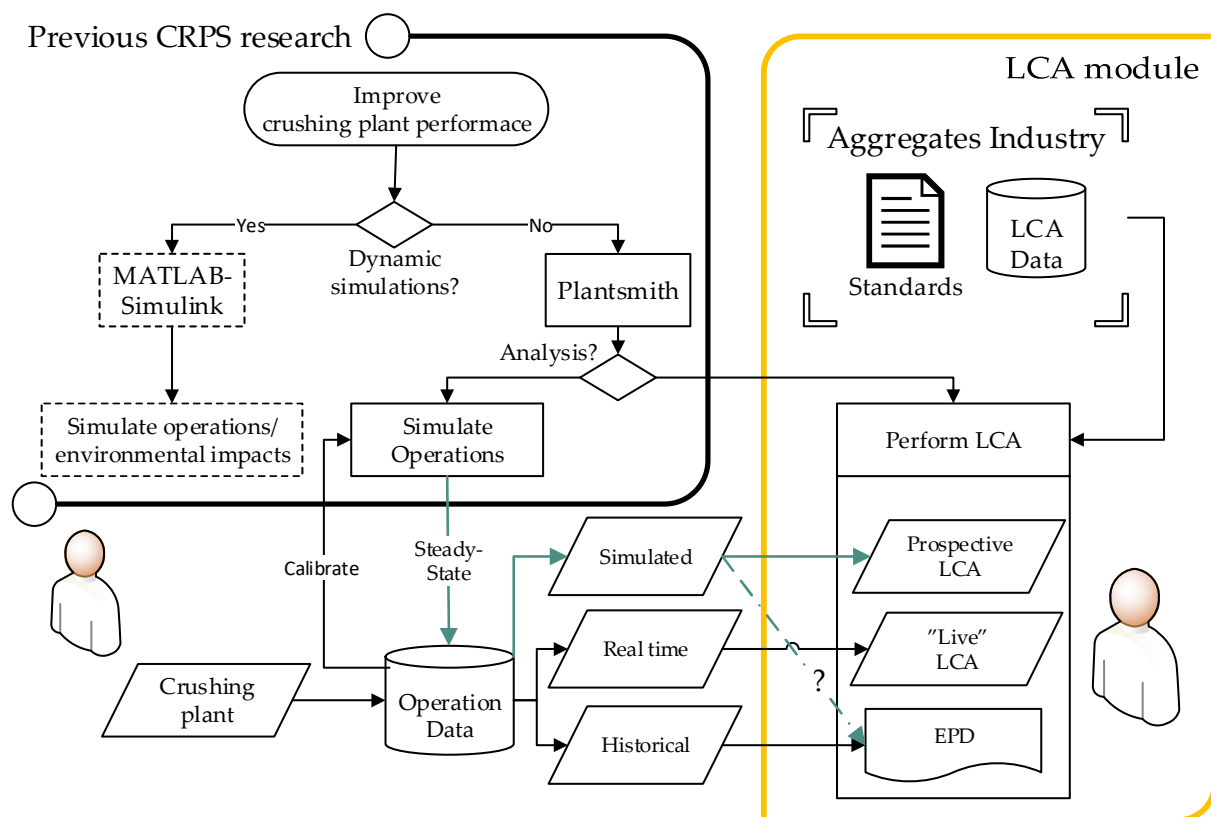 Previous CRPS research
LCA module
Improve
crushing plant performace
Aggregates Industry
Yes
No
Dynamic
simulations?
MATLAB-
Simulink
Plantsmith
Standards
LCA
Data
Analysis?
Simulate operations/
environmental impacts
Simulate
Operations
Perform LCA
Calibrate
Steady-
State
Simulated
Prospective
LCA
Real time
”Live”
LCA
?
Crushing
plant
Operation
Data
Historical
EPD